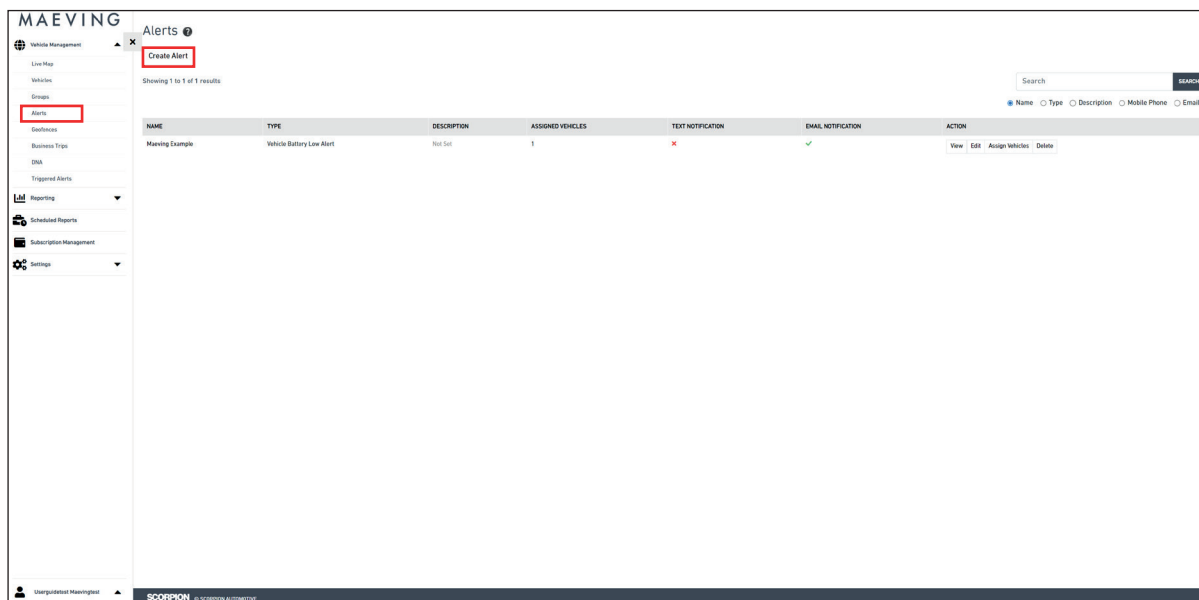 MAEVING
Vehicle Management
Live Map
Vehicles
Groups
Alerts
Geofences
Business Trips
DNA
Triggered Alerts
Reporting
Scheduled Reports
Subscription Management
Settings
Userguidetest Maevingtest
Alerts ?
Create Alert
Showing 1 to 1 of 1 results
Search SEARCH
Name Type Description Mobile Phone Email
NAME TYPE DESCRIPTION ASSIGNED VEHICLES TEXT NOTIFICATION EMAIL NOTIFICATION ACTION
Maeving Example Vehicle Battery Low Alert Not Set 1 View Edit Assign Vehicles Delete
SCORPION © SCORPION AUTOMOTIVE